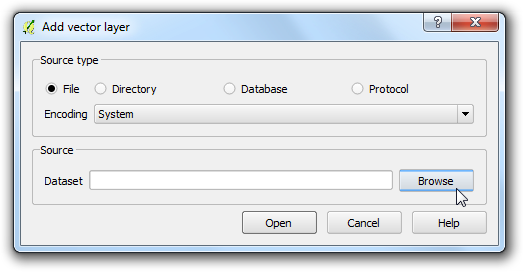 Add vector layer
Source type
File Directory Database Protocol
Encoding System
Source
Dataset Browse
Open Cancel Help